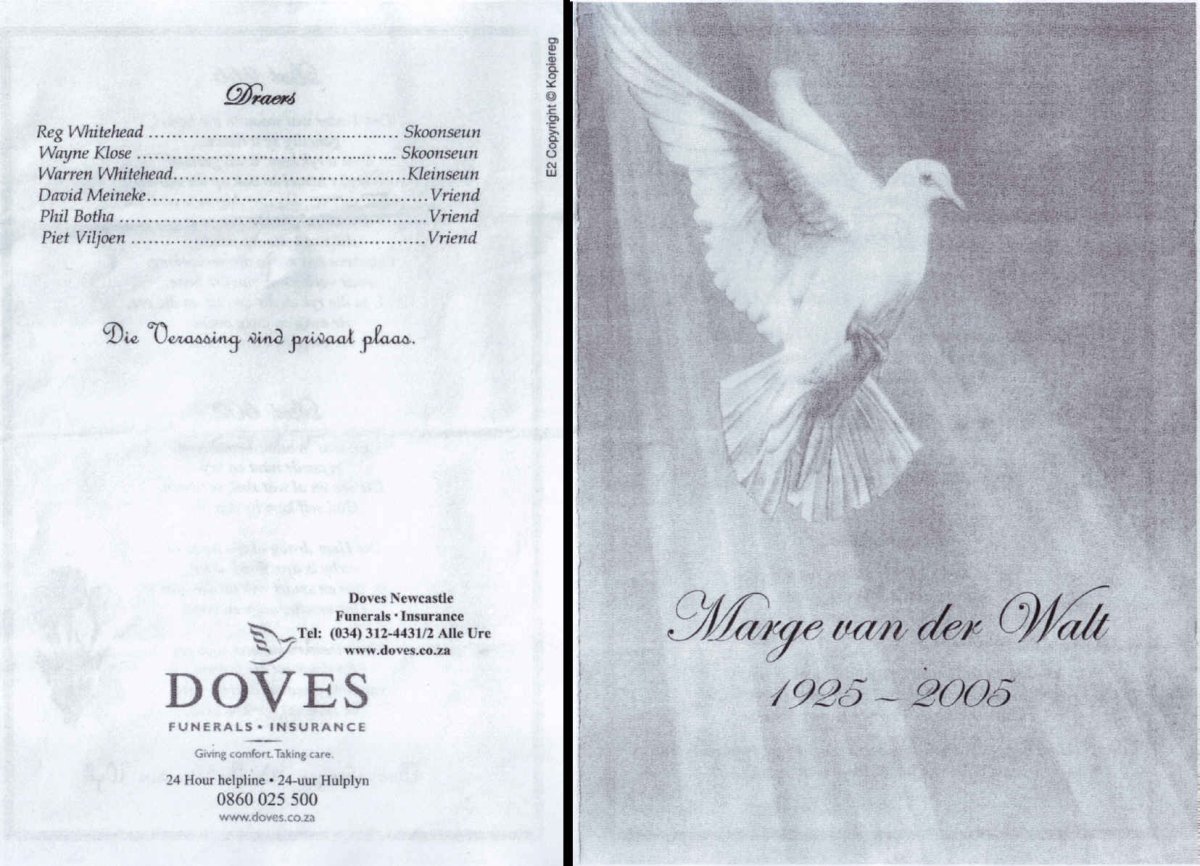 Draers
Reg Whitehead ................................................ Skoonseun
Wayne Klose ................................................ Skoonseun
Warren Whitehead................................................Kleinseun
David Meineke................................................Vriend
Phil Botha ................................................Vriend
Piet Viljoen ................................................Vriend
Die Verassing vind privaat plaas.
Doves Newcastle
Funerals • Insurance
Tel: (034) 312-4431/2 Alle Ure
www.doves.co.za
DOVES
FUNERALS • INSURANCE
Giving comfort. Taking care.
24 Hour helpline • 24-uur Hulplyn
0860 025 500
www.doves.co.za
E2 Copyright © Kopiereg
Marge van der Walt
1925 – 2005